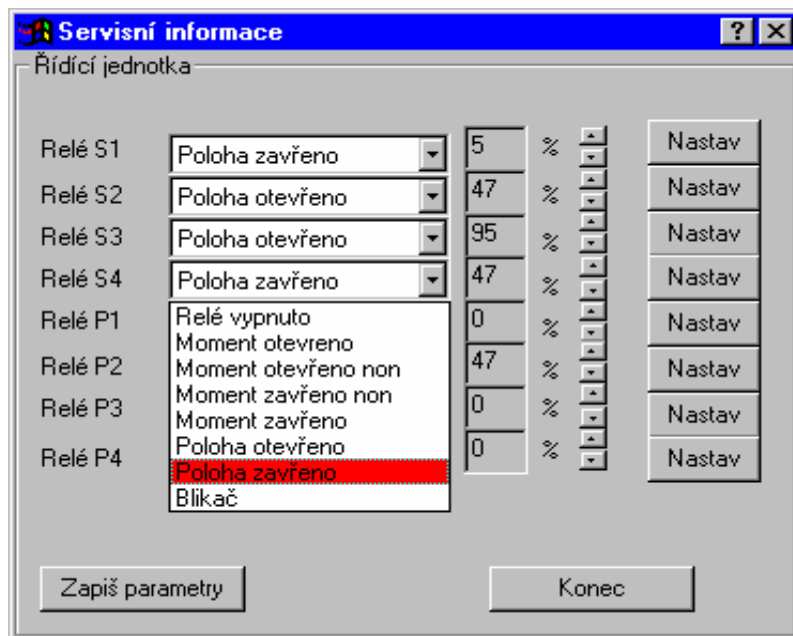 Servisní informace
Řídící jednotka
Relé S1 Poloha zavřeno 5 % Nastav
Relé S2 Poloha otevřeno 47 % Nastav
Relé S3 Poloha otevřeno 95 % Nastav
Relé S4 Poloha zavřeno 47 % Nastav
Relé P1 Relé vypnuto 0 % Nastav
Moment otevreno
Relé P2 Moment otevřeno non 47 % Nastav
Moment zavřeno non
Relé P3 Moment zavřeno 0 % Nastav
Poloha otevřeno
Relé P4 Poloha zavřeno 0 % Nastav
Blikač
Zapiš parametry Konec